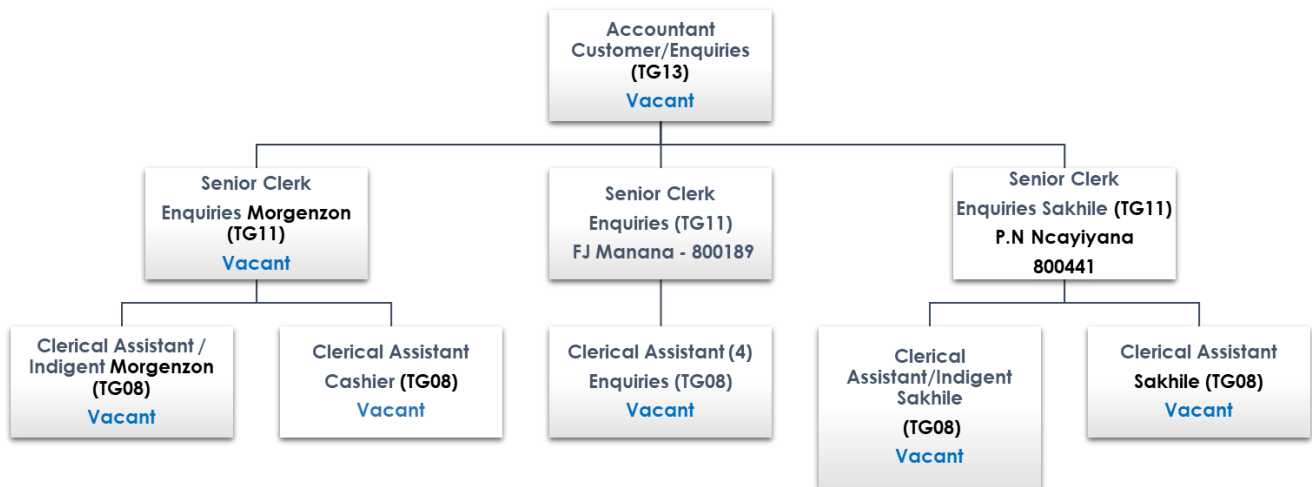 Accountant
Customer/Enquiries
(TG13)
Vacant
Senior Clerk
Enquiries Morgenzon
(TG11)
Vacant
Senior Clerk
Enquiries (TG11)
FJ Manana - 800189
Senior Clerk
Enquiries Sakhile (TG11)
P.N Ncayiyana
800441
Clerical Assistant /
Indigent Morgenzon
(TG08)
Vacant
Clerical Assistant
Cashier (TG08)
Vacant
Clerical Assistant (4)
Enquiries (TG08)
Vacant
Clerical
Assistant/Indigent
Sakhile
(TG08)
Vacant
Clerical Assistant
Sakhile (TG08)
Vacant